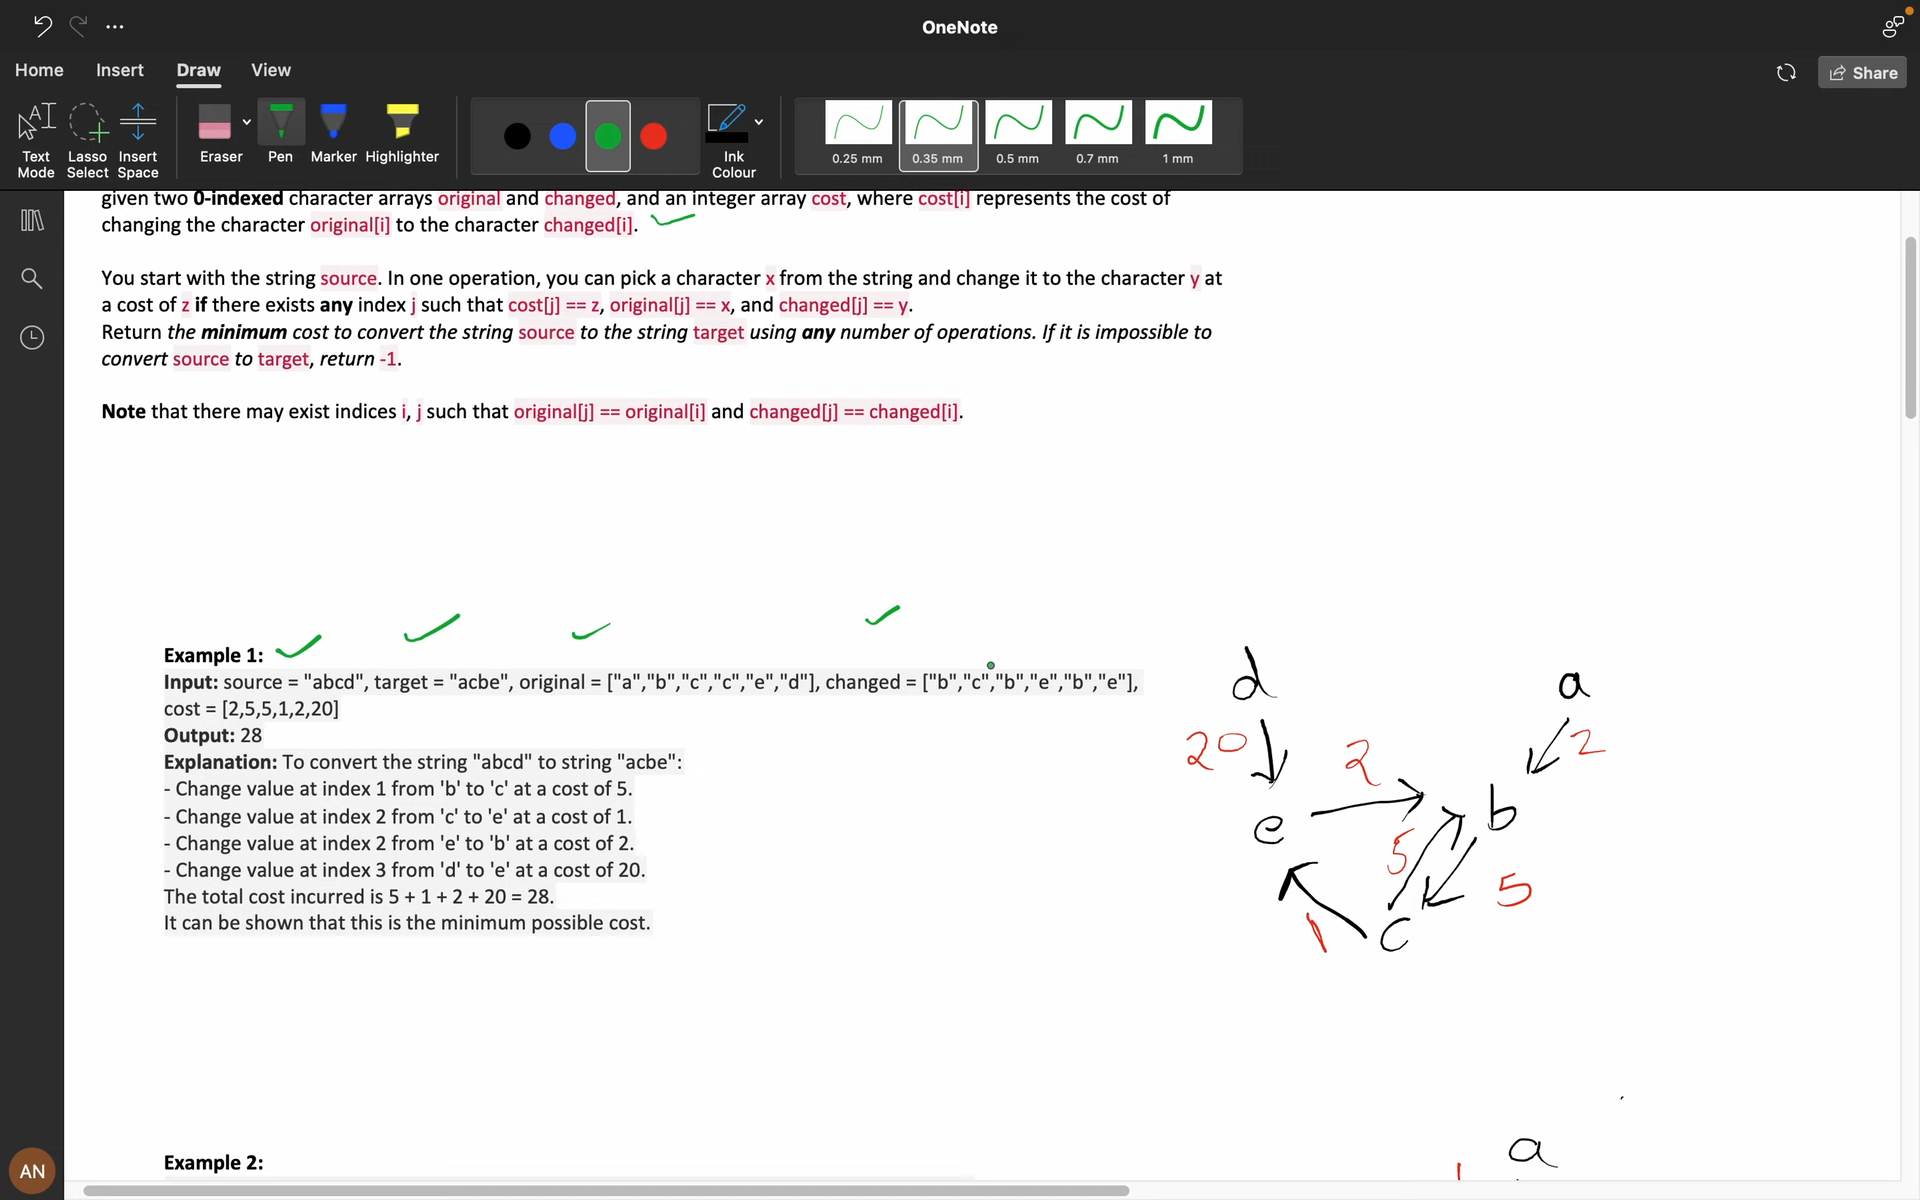 OneNote
Home Insert Draw View
Share
Text Mode
Lasso Select
Insert Space
Eraser
Pen
Marker
Highlighter
Ink Colour
0.25 mm
0.35 mm
0.5 mm
0.7 mm
1 mm
given two 0-indexed character arrays original and changed, and an integer array cost, where cost[i] represents the cost of
changing the character original[i] to the character changed[i].
You start with the string source. In one operation, you can pick a character x from the string and change it to the character y at
a cost of z if there exists any index j such that cost[j] == z, original[j] == x, and changed[j] == y.
Return the minimum cost to convert the string source to the string target using any number of operations. If it is impossible to
convert source to target, return -1.
Note that there may exist indices i, j such that original[j] == original[i] and changed[j] == changed[i].
Example 1:
Input: source = "abcd", target = "acbe", original = ["a","b","c","c","e","d"], changed = ["b","c","b","e","b","e"],
cost = [2,5,5,1,2,20]
Output: 28
Explanation: To convert the string "abcd" to string "acbe":
- Change value at index 1 from 'b' to 'c' at a cost of 5.
- Change value at index 2 from 'c' to 'e' at a cost of 1.
- Change value at index 2 from 'e' to 'b' at a cost of 2.
- Change value at index 3 from 'd' to 'e' at a cost of 20.
The total cost incurred is 5 + 1 + 2 + 20 = 28.
It can be shown that this is the minimum possible cost.
d a
20 2 2
e b
5 5
1 c
a
1
Example 2:
AN